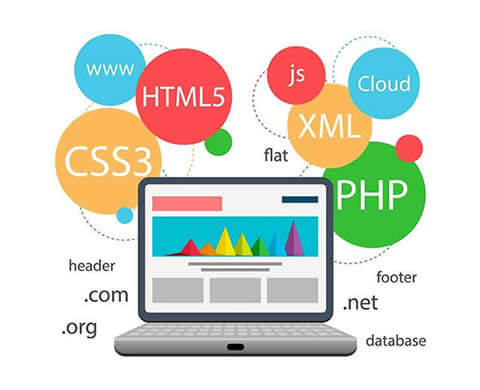 www
HTML5
CSS3
js
Cloud
XML
flat
PHP
header
.com
.org
footer
.net
database